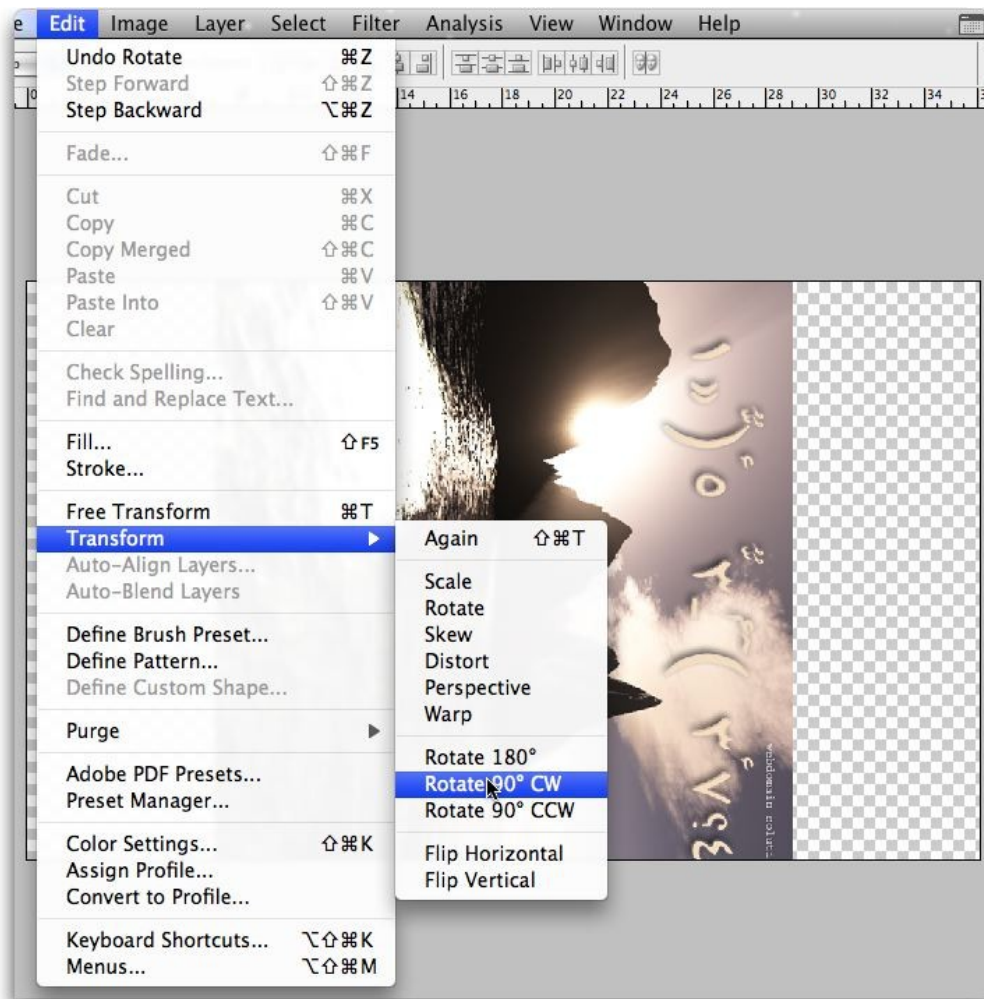 e Edit Image Layer Select Filter Analysis View Window Help
Undo Rotate ⌘Z
Step Forward ⇧⌘Z
Step Backward ⌥⌘Z
Fade... ⇧⌘F
Cut ⌘X
Copy ⌘C
Copy Merged ⇧⌘C
Paste ⌘V
Paste Into ⇧⌘V
Clear
Check Spelling...
Find and Replace Text...
Fill... ⇧F5
Stroke...
Free Transform ⌘T
Transform ▶
Auto-Align Layers...
Auto-Blend Layers
Define Brush Preset...
Define Pattern...
Define Custom Shape...
Purge ▶
Adobe PDF Presets...
Preset Manager...
Color Settings... ⇧⌘K
Assign Profile...
Convert to Profile...
Keyboard Shortcuts... ⌥⇧⌘K
Menus... ⌥⇧⌘M
14 16 18 20 22 24 26 28 30 32 34
Again ⇧⌘T
Scale
Rotate
Skew
Distort
Perspective
Warp
Rotate 180°
Rotate 90° CW
Rotate 90° CCW
Flip Horizontal
Flip Vertical
webdomain